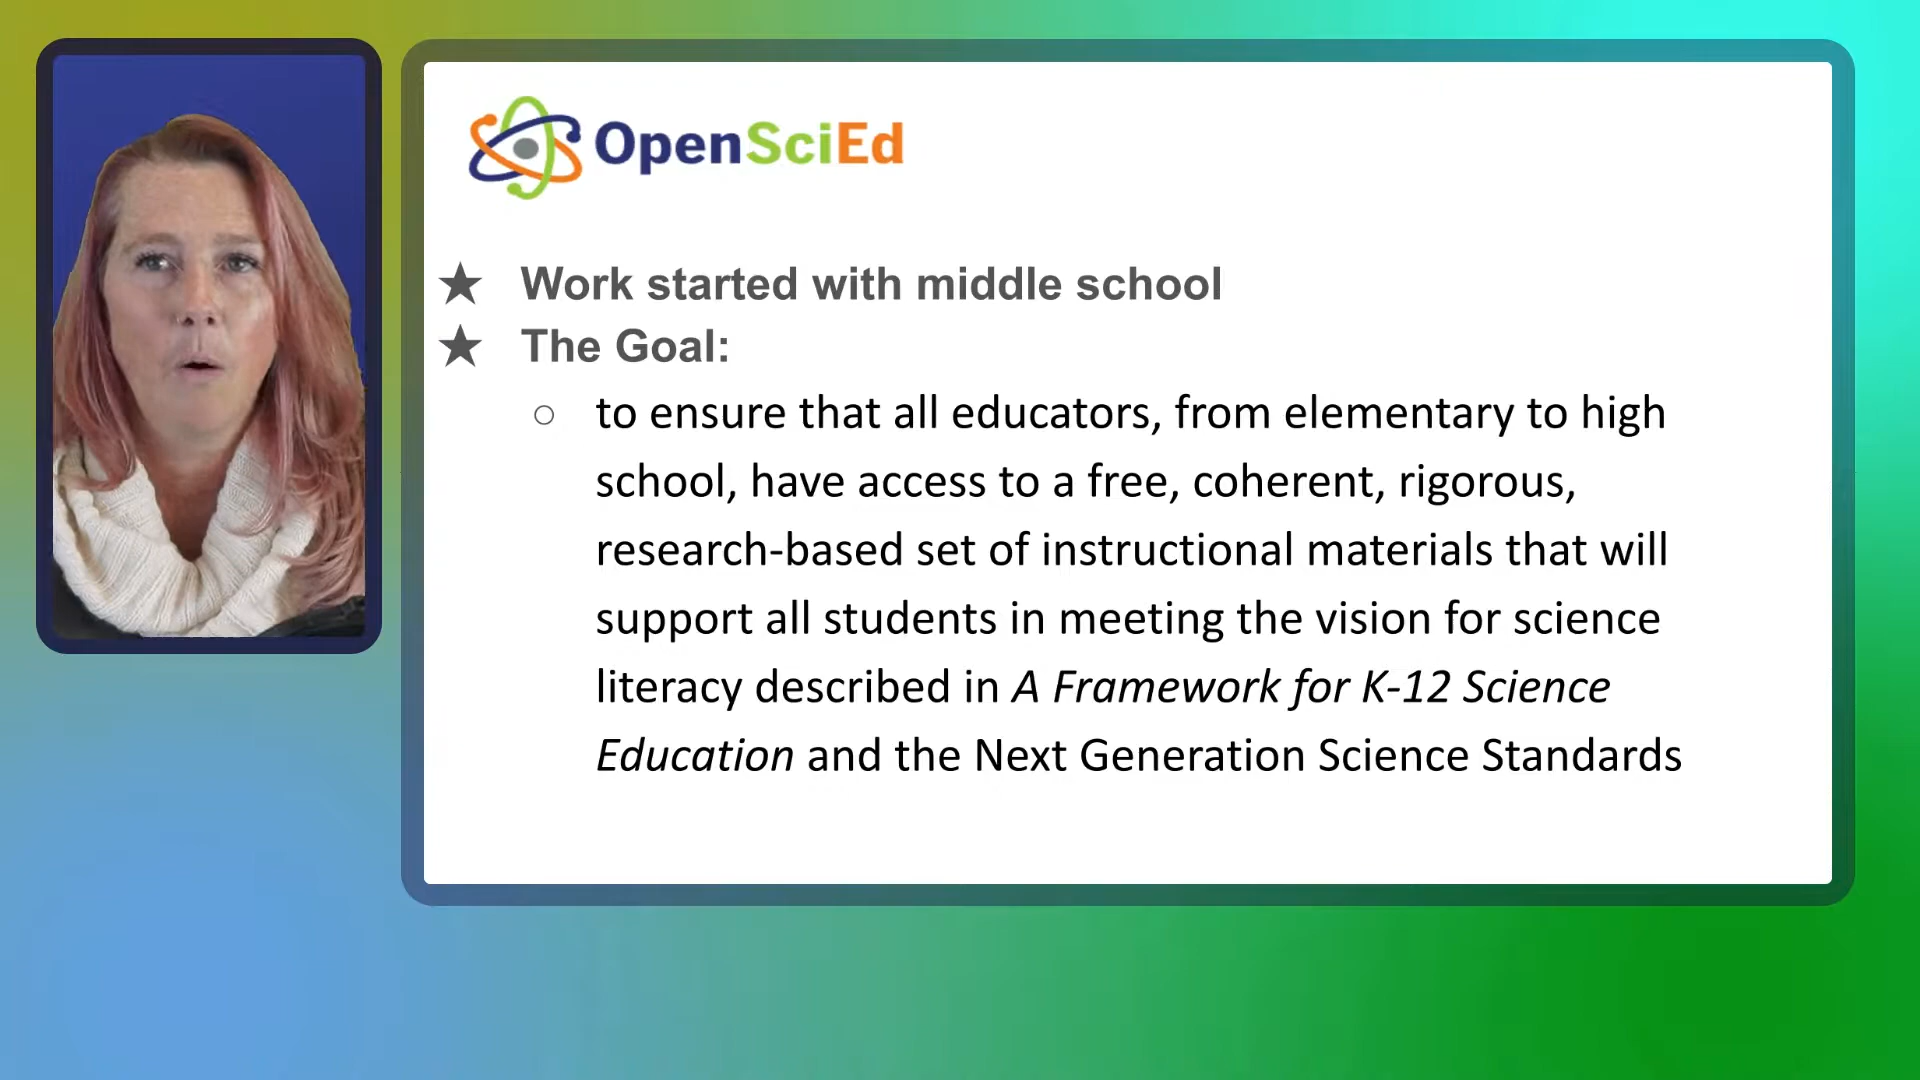 OpenSciEd
★ Work started with middle school
★ The Goal:
○ to ensure that all educators, from elementary to high
school, have access to a free, coherent, rigorous,
research-based set of instructional materials that will
support all students in meeting the vision for science
literacy described in A Framework for K-12 Science
Education and the Next Generation Science Standards